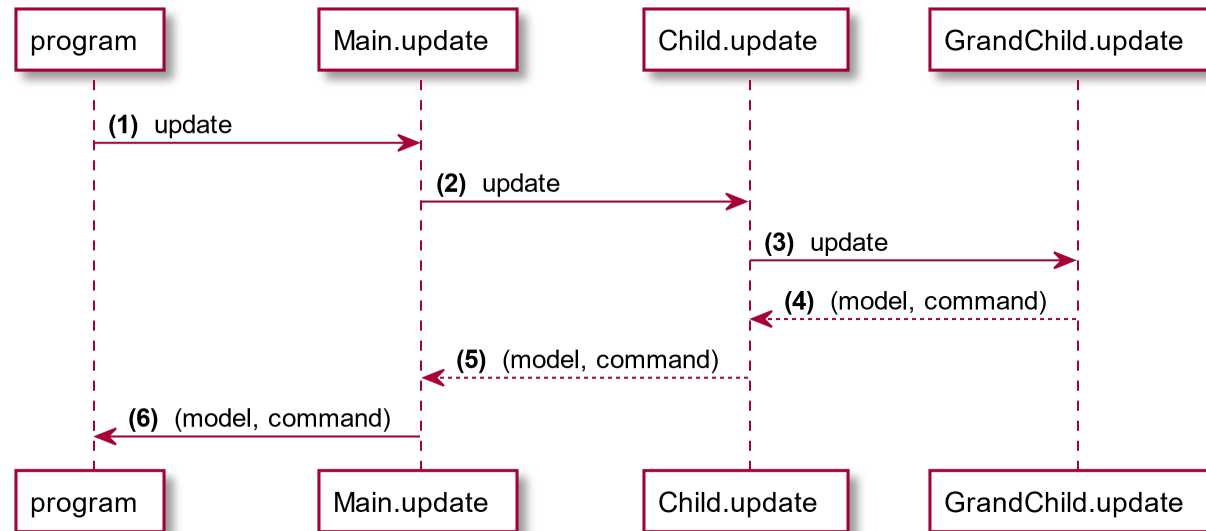 program
Main.update
Child.update
GrandChild.update
(1) update
(2) update
(3) update
(4) (model, command)
(5) (model, command)
(6) (model, command)
program
Main.update
Child.update
GrandChild.update